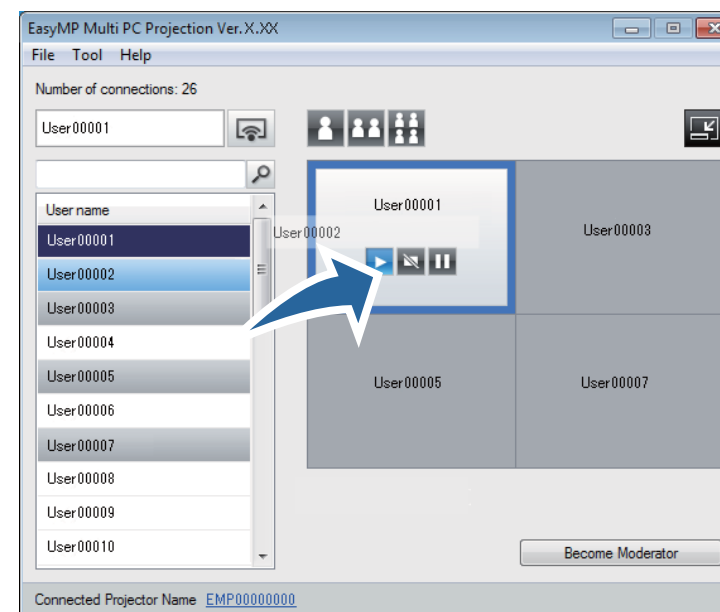 EasyMP Multi PC Projection Ver.X.XX
File Tool Help
Number of connections: 26
User00001
User name
User00001
User00002
User00003
User00004
User00005
User00006
User00007
User00008
User00009
User00010
User00001
User00002
User00003
User00005
User00007
Become Moderator
Connected Projector Name EMP00000000